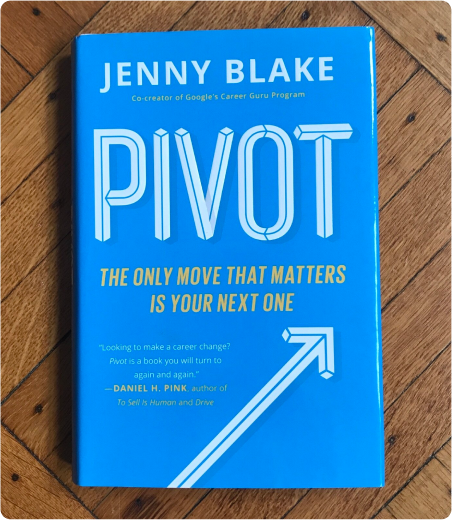 JENNY BLAKE
Co-creator of Google's Career Guru Program
PIVOT
THE ONLY MOVE THAT MATTERS
IS YOUR NEXT ONE
"Looking to make a career change?
Pivot is a book you will turn to
again and again."
—DANIEL H. PINK, author of
To Sell Is Human and Drive